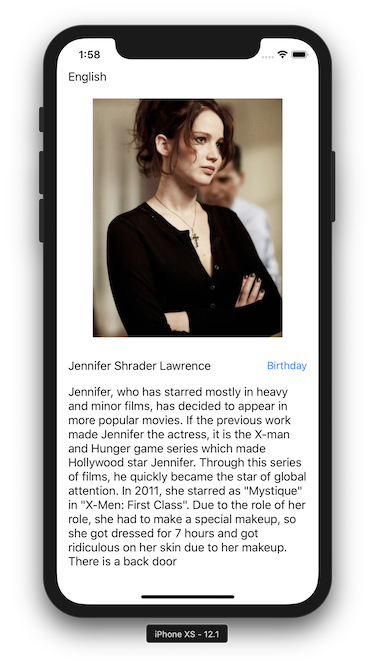 1:58
English
Jennifer Shrader Lawrence
Birthday
Jennifer, who has starred mostly in heavy
and minor films, has decided to appear in
more popular movies. If the previous work
made Jennifer the actress, it is the X-man
and Hunger game series which made
Hollywood star Jennifer. Through this series
of films, he quickly became the star of global
attention. In 2011, she starred as "Mystique"
in "X-Men: First Class". Due to the role of her
role, she had to make a special makeup, so
she got dressed for 7 hours and got
ridiculous on her skin due to her makeup.
There is a back door
iPhone XS - 12.1